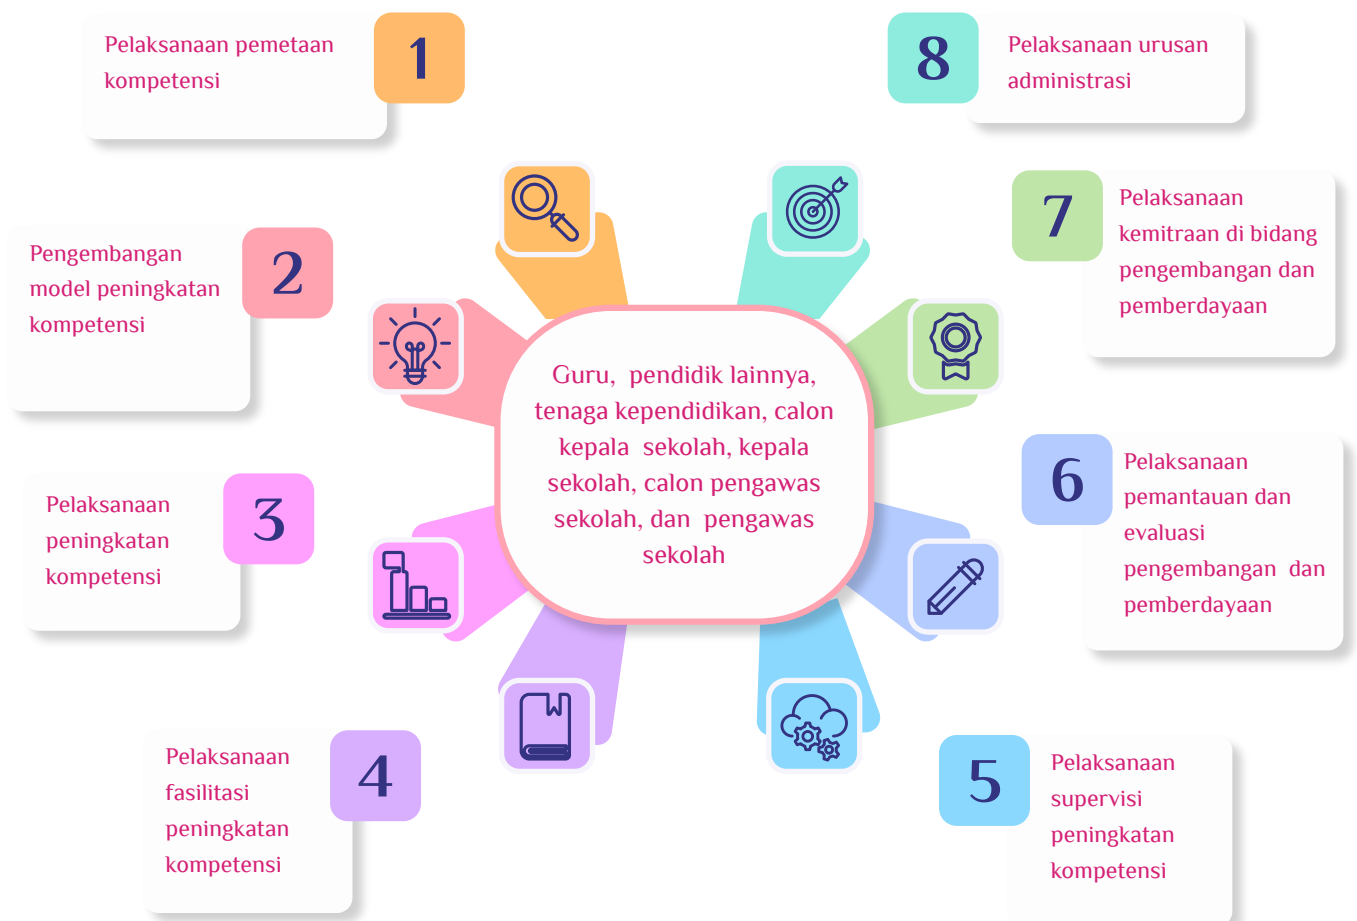 1
Pelaksanaan pemetaan
kompetensi
2
Pengembangan
model peningkatan
kompetensi
3
Pelaksanaan
peningkatan
kompetensi
4
Pelaksanaan
fasilitasi
peningkatan
kompetensi
5
Pelaksanaan
supervisi
peningkatan
kompetensi
6
Pelaksanaan
pemantauan dan
evaluasi
pengembangan dan
pemberdayaan
7
Pelaksanaan
kemitraan di bidang
pengembangan dan
pemberdayaan
8
Pelaksanaan urusan
administrasi
Guru, pendidik lainnya,
tenaga kependidikan, calon
kepala sekolah, kepala
sekolah, calon pengawas
sekolah, dan pengawas
sekolah